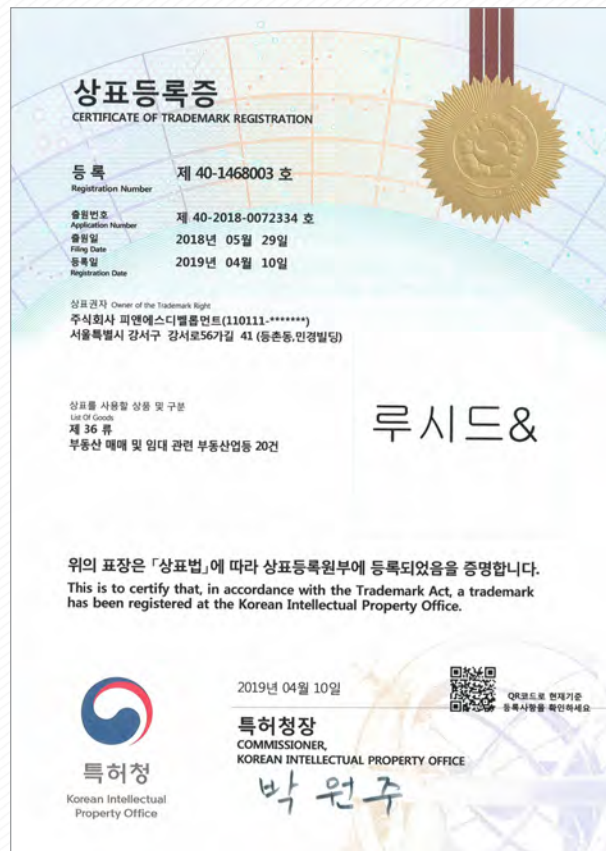 상표등록증
CERTIFICATE OF TRADEMARK REGISTRATION
등록 제 40-1468003 호
Registration Number
출원번호 제 40-2018-0072334 호
Application Number
출원일 2018년 05월 29일
Filing Date
등록일 2019년 04월 10일
Registration Date
상표권자 Owner of the Trademark Right
주식회사 피앤에스디벨롭먼트(110111-*******)
서울특별시 강서구 강서로56가길 41 (등촌동,민경빌딩)
상표를 사용할 상품 및 구분
List Of Goods
제 36 류
부동산 매매 및 임대 관련 부동산업등 20건
루시드&
위의 표장은 「상표법」에 따라 상표등록원부에 등록되었음을 증명합니다.
This is to certify that, in accordance with the Trademark Act, a trademark
has been registered at the Korean Intellectual Property Office.
2019년 04월 10일
QR코드로 현재기준
등록사항을 확인하세요
특허청장
COMMISSIONER,
KOREAN INTELLECTUAL PROPERTY OFFICE
박원주
특허청
Korean Intellectual
Property Office